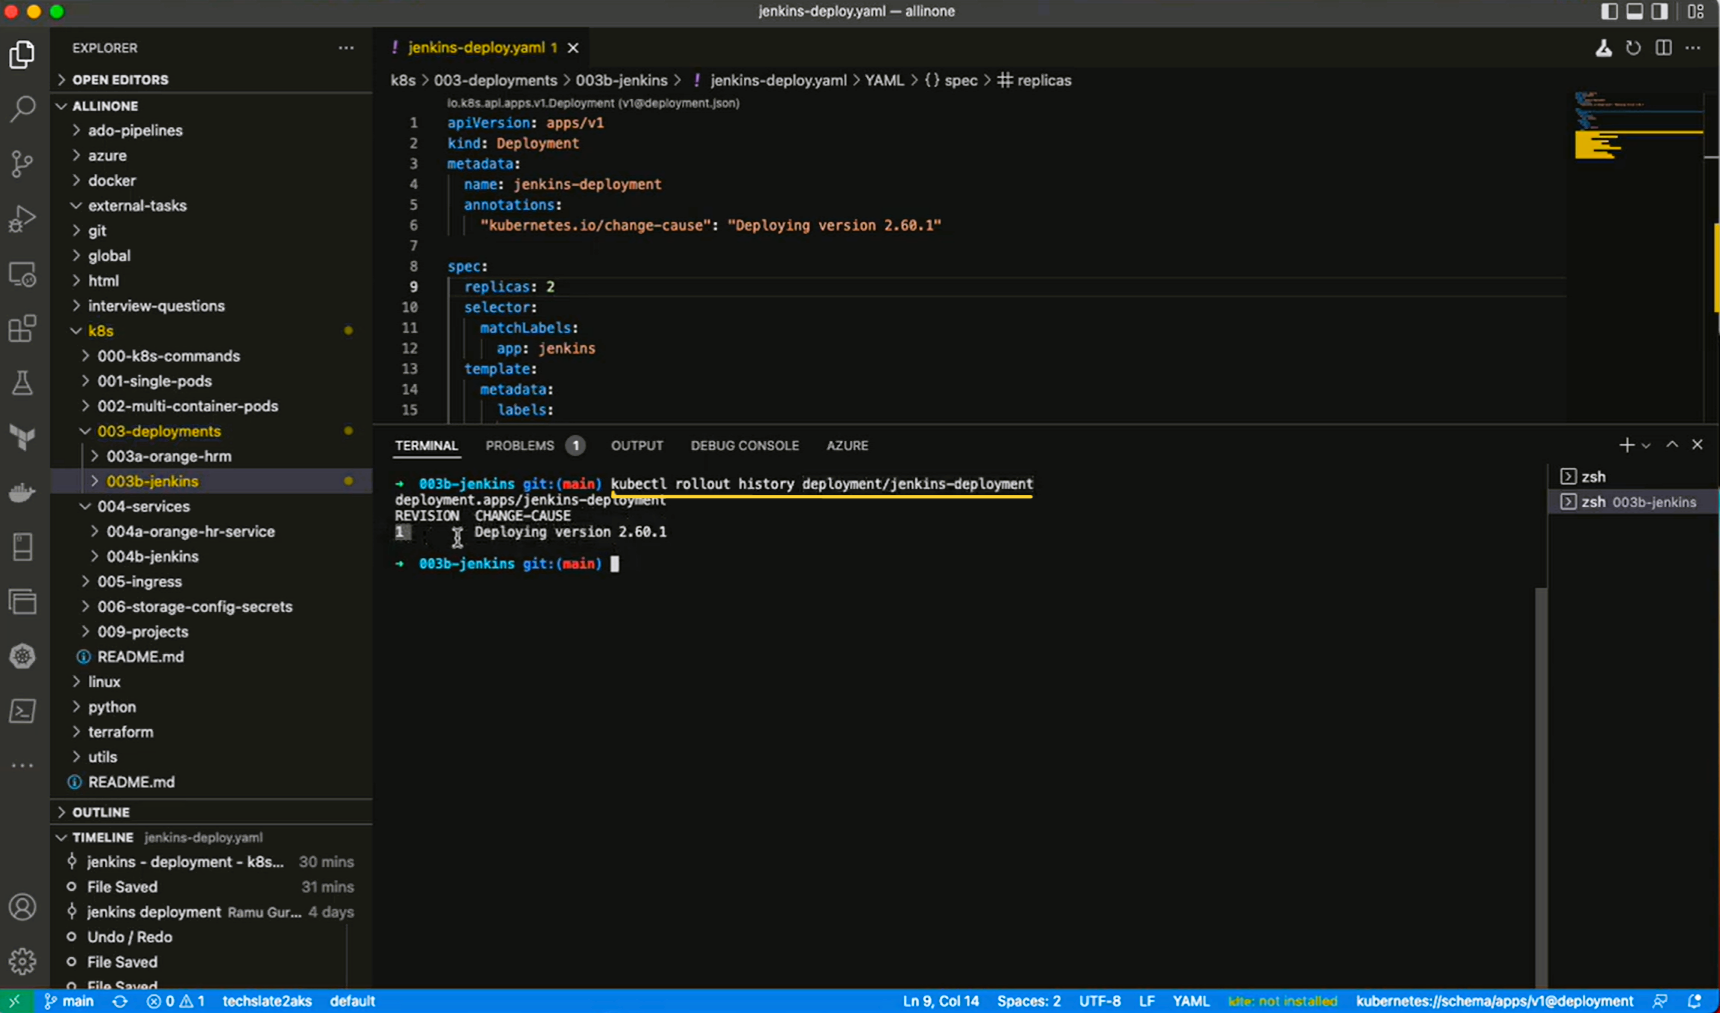 jenkins-deploy.yaml — allinone
EXPLORER
OPEN EDITORS
ALLINONE
ado-pipelines
azure
docker
external-tasks
git
global
html
interview-questions
k8s
000-k8s-commands
001-single-pods
002-multi-container-pods
003-deployments
003a-orange-hrm
003b-jenkins
004-services
004a-orange-hr-service
004b-jenkins
005-ingress
006-storage-config-secrets
009-projects
README.md
linux
python
terraform
utils
README.md
OUTLINE
TIMELINE jenkins-deploy.yaml
jenkins - deployment - k8s... 30 mins
File Saved 31 mins
jenkins deployment Ramu Gur... 4 days
Undo / Redo
File Saved
File Saved
! jenkins-deploy.yaml 1
k8s > 003-deployments > 003b-jenkins > ! jenkins-deploy.yaml > YAML > {} spec > # replicas
io.k8s.api.apps.v1.Deployment (v1@deployment.json)
1 apiVersion: apps/v1
2 kind: Deployment
3 metadata:
4 name: jenkins-deployment
5 annotations:
6 "kubernetes.io/change-cause": "Deploying version 2.60.1"
7
8 spec:
9 replicas: 2
10 selector:
11 matchLabels:
12 app: jenkins
13 template:
14 metadata:
15 labels:
TERMINAL PROBLEMS 1 OUTPUT DEBUG CONSOLE AZURE
→ 003b-jenkins git:(main) kubectl rollout history deployment/jenkins-deployment
deployment.apps/jenkins-deployment
REVISION CHANGE-CAUSE
1 Deploying version 2.60.1
→ 003b-jenkins git:(main)
zsh
zsh 003b-jenkins
main 0 1 techslate2aks default Ln 9, Col 14 Spaces: 2 UTF-8 LF YAML Idte: not installed kubernetes://schema/apps/v1@deployment